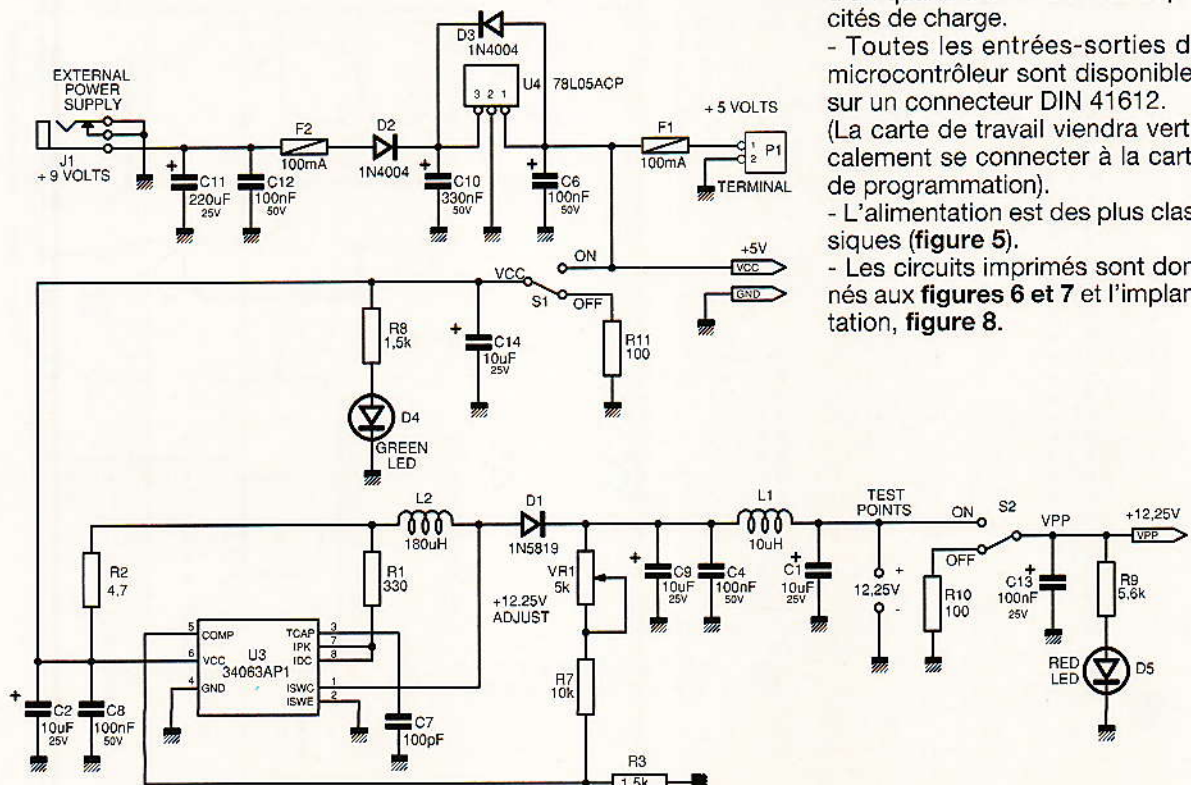 cités de charge.
- Toutes les entrées-sorties d
microcontrôleur sont disponible
sur un connecteur DIN 41612.
(La carte de travail viendra vert
calement se connecter à la cart
de programmation).
- L'alimentation est des plus clas
siques (figure 5).
- Les circuits imprimés sont don
nés aux figures 6 et 7 et l'implan
tation, figure 8.
D3
1N4004
U4
78L05ACP
3 2 1
EXTERNAL
POWER
SUPPLY
J1
+ 9 VOLTS
+
C11
220uF
25V
C12
100nF
50V
F2
100mA
D2
1N4004
+
C10
330nF
50V
+
C6
100nF
50V
F1
100mA
+ 5 VOLTS
1
2
P1
TERMINAL
ON
VCC
S1
OFF
+5V
VCC
GND
R8
1,5k
+
C14
10uF
25V
R11
100
D4
GREEN
LED
L2
180uH
D1
1N5819
L1
10uH
TEST
POINTS
ON
S2
VPP
+12,25V
VPP
OFF
R2
4,7
R1
330
VR1
5k
+12.25V
ADJUST
+
C9
10uF
25V
C4
100nF
50V
+
C1
10uF
25V
+
12,25V
-
R10
100
+
C13
100nF
25V
R9
5,6k
RED
LED
D5
5
COMP
6
VCC
4
GND
U3
34063AP1
TCAP
3
IPK
7
IDC
8
ISWC
1
ISWE
2
R7
10k
+
C2
10uF
25V
C8
100nF
50V
C7
100pF
R3
1,5k